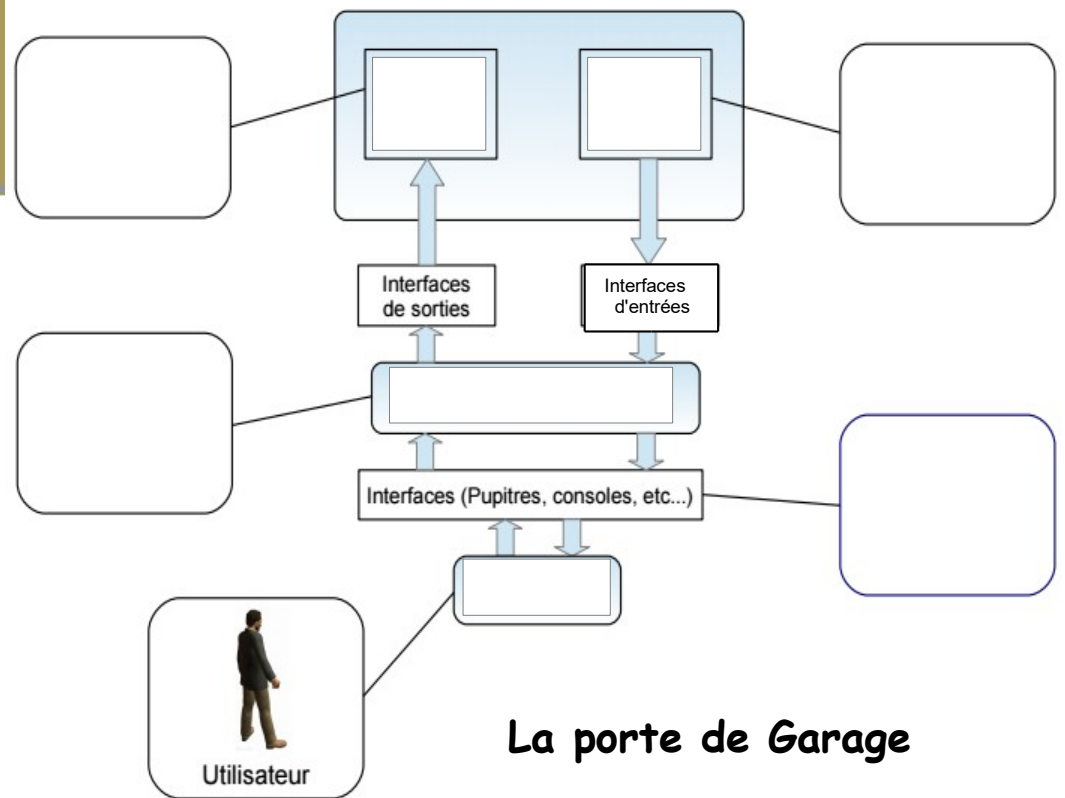 Interfaces
de sorties
Interfaces
d'entrées
Interfaces (Pupitres, consoles, etc...)
Utilisateur
La porte de Garage